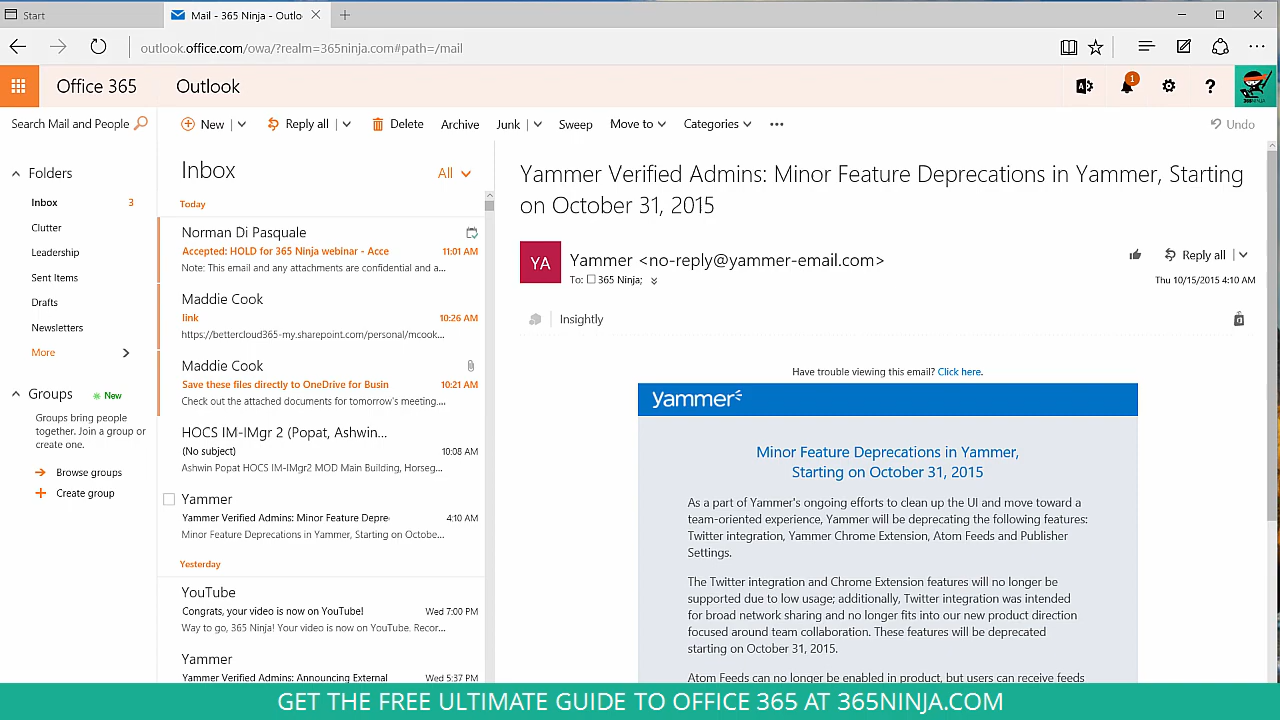 Start
Mail - 365 Ninja - Outlo
outlook.office.com/owa/?realm=365ninja.com#path=/mail
Office 365
Outlook
1
365 NINJA
Search Mail and People
New
Reply all
Delete
Archive
Junk
Sweep
Move to
Categories
Undo
Folders
Inbox 3
Clutter
Leadership
Sent Items
Drafts
Newsletters
More
Groups
New
Groups bring people
together. Join a group or
create one.
Browse groups
Create group
Inbox
All
Today
Norman Di Pasquale
Accepted: HOLD for 365 Ninja webinar - Acce 11:01 AM
Note: This email and any attachments are confidential and a...
Maddie Cook
link 10:26 AM
https://bettercloud365-my.sharepoint.com/personal/mcook...
Maddie Cook
Save these files directly to OneDrive for Busin 10:21 AM
Check out the attached documents for tomorrow's meeting....
HOCS IM-IMgr 2 (Popat, Ashwin...
(No subject) 10:08 AM
Ashwin Popat HOCS IM-IMgr2 MOD Main Building, Horseg...
Yammer
Yammer Verified Admins: Minor Feature Depre 4:10 AM
Minor Feature Deprecations in Yammer, Starting on Octobe...
Yesterday
YouTube
Congrats, your video is now on YouTube! Wed 7:00 PM
Way to go, 365 Ninja! Your video is now on YouTube. Recor...
Yammer
Yammer Verified Admins: Announcing External Wed 5:37 PM
Yammer Verified Admins: Minor Feature Deprecations in Yammer, Starting
on October 31, 2015
YA
Yammer <no-reply@yammer-email.com>
To: 365 Ninja;
Reply all
Thu 10/15/2015 4:10 AM
Insightly
Have trouble viewing this email? Click here.
yammer
Minor Feature Deprecations in Yammer,
Starting on October 31, 2015
As a part of Yammer's ongoing efforts to clean up the UI and move toward a
team-oriented experience, Yammer will be deprecating the following features:
Twitter integration, Yammer Chrome Extension, Atom Feeds and Publisher
Settings.
The Twitter integration and Chrome Extension features will no longer be
supported due to low usage; additionally, Twitter integration was intended
for broad network sharing and no longer fits into our new product direction
focused around team collaboration. These features will be deprecated
starting on October 31, 2015.
Atom Feeds can no longer be enabled in product, but users can receive feeds
GET THE FREE ULTIMATE GUIDE TO OFFICE 365 AT 365NINJA.COM